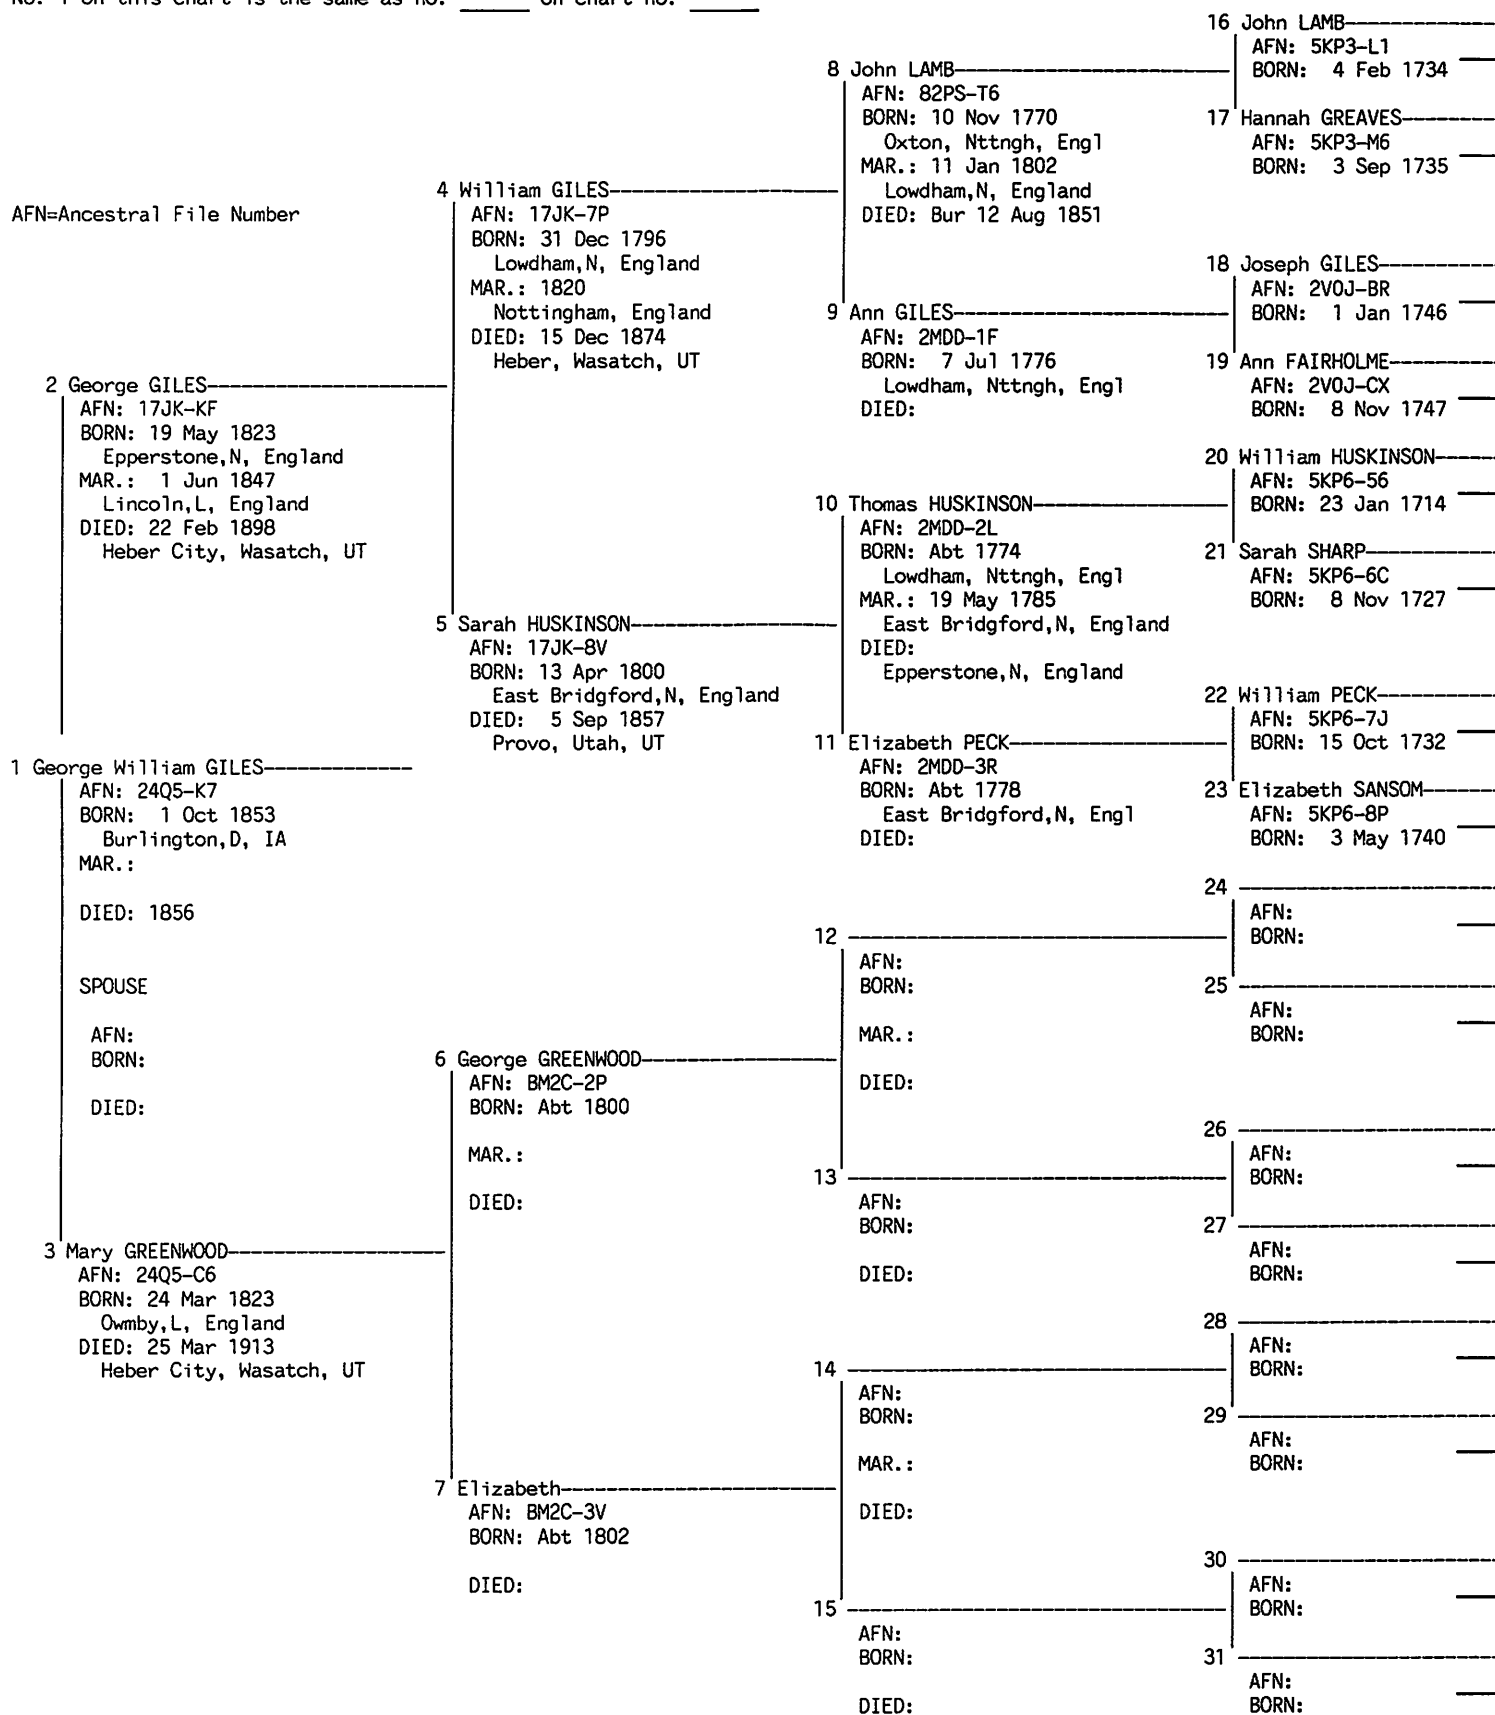 No. 1 on this chart is the same as no. ______ on chart no. ______
AFN=Ancestral File Number
1 George William GILES
AFN: 24Q5-K7
BORN: 1 Oct 1853
Burlington,D, IA
MAR.:
DIED: 1856
SPOUSE
AFN:
BORN:
DIED:
2 George GILES
AFN: 17JK-KF
BORN: 19 May 1823
Epperstone,N, England
MAR.: 1 Jun 1847
Lincoln,L, England
DIED: 22 Feb 1898
Heber City, Wasatch, UT
3 Mary GREENWOOD
AFN: 24Q5-C6
BORN: 24 Mar 1823
Owmby,L, England
DIED: 25 Mar 1913
Heber City, Wasatch, UT
4 William GILES
AFN: 17JK-7P
BORN: 31 Dec 1796
Lowdham,N, England
MAR.: 1820
Nottingham, England
DIED: 15 Dec 1874
Heber, Wasatch, UT
5 Sarah HUSKINSON
AFN: 17JK-8V
BORN: 13 Apr 1800
East Bridgford,N, England
DIED: 5 Sep 1857
Provo, Utah, UT
6 George GREENWOOD
AFN: BM2C-2P
BORN: Abt 1800
MAR.:
DIED:
7 Elizabeth
AFN: BM2C-3V
BORN: Abt 1802
DIED:
8 John LAMB
AFN: 82PS-T6
BORN: 10 Nov 1770
Oxton, Nttngh, Engl
MAR.: 11 Jan 1802
Lowdham,N, England
DIED: Bur 12 Aug 1851
9 Ann GILES
AFN: 2MDD-1F
BORN: 7 Jul 1776
Lowdham, Nttngh, Engl
DIED:
10 Thomas HUSKINSON
AFN: 2MDD-2L
BORN: Abt 1774
Lowdham, Nttngh, Engl
MAR.: 19 May 1785
East Bridgford,N, England
DIED:
Epperstone,N, England
11 Elizabeth PECK
AFN: 2MDD-3R
BORN: Abt 1778
East Bridgford,N, Engl
DIED:
12
AFN:
BORN:
MAR.:
DIED:
13
AFN:
BORN:
DIED:
14
AFN:
BORN:
MAR.:
DIED:
15
AFN:
BORN:
DIED:
16 John LAMB
AFN: 5KP3-L1
BORN: 4 Feb 1734
17 Hannah GREAVES
AFN: 5KP3-M6
BORN: 3 Sep 1735
18 Joseph GILES
AFN: 2V0J-BR
BORN: 1 Jan 1746
19 Ann FAIRHOLME
AFN: 2V0J-CX
BORN: 8 Nov 1747
20 William HUSKINSON
AFN: 5KP6-56
BORN: 23 Jan 1714
21 Sarah SHARP
AFN: 5KP6-6C
BORN: 8 Nov 1727
22 William PECK
AFN: 5KP6-7J
BORN: 15 Oct 1732
23 Elizabeth SANSOM
AFN: 5KP6-8P
BORN: 3 May 1740
24
AFN:
BORN:
25
AFN:
BORN:
26
AFN:
BORN:
27
AFN:
BORN:
28
AFN:
BORN:
29
AFN:
BORN:
30
AFN:
BORN:
31
AFN:
BORN: